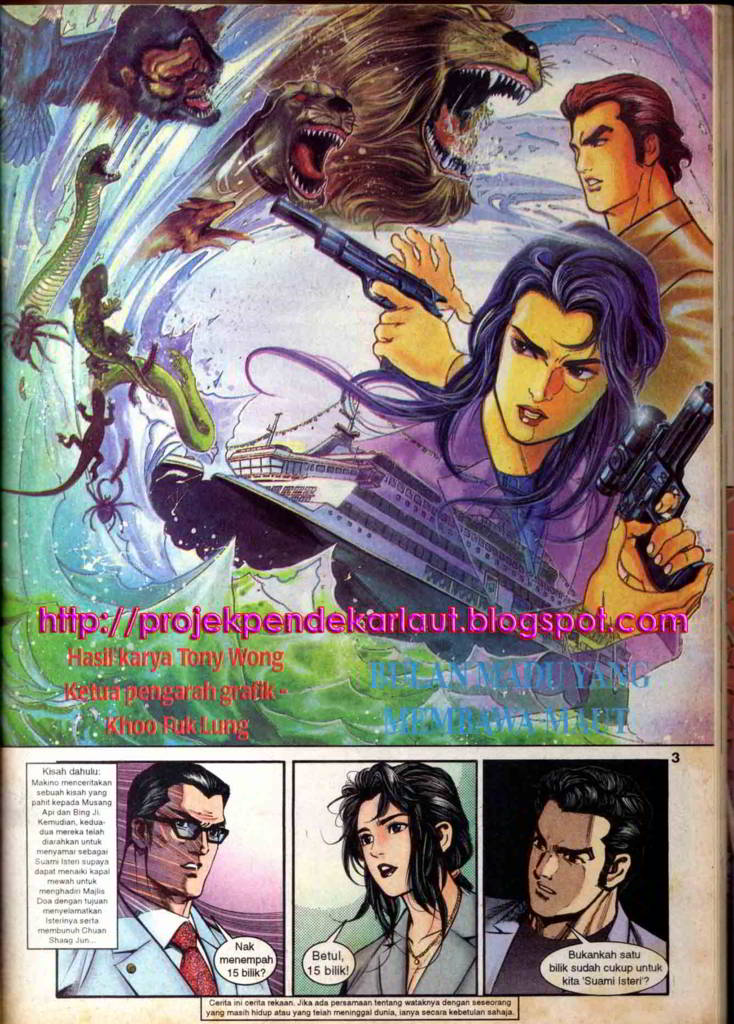 http://projekpendekarlaut.blogspot.com
Hasil karya Tony Wong
Ketua pengarah grafik -
Khoo Fuk Lung
BULAN MADU YANG
MEMBAWA MAUT
3
Kisah dahulu:
Makino menceritakan
sebuah kisah yang
pahit kepada Musang
Api dan Bing Ji.
Kemudian, kedua-
dua mereka telah
diarahkan untuk
menyamar sebagai
Suami Isteri supaya
dapat menaiki kapal
mewah untuk
menghadiri Majlis
Doa dengan tujuan
menyelamatkan
Isterinya serta
membunuh Chuan
Shang Jun...
Nak
menempah
15 bilik?
Betul,
15 bilik!
Bukankah satu
bilik sudah cukup untuk
kita 'Suami Isteri'?
Cerita ini cerita rekaan. Jika ada persamaan tentang wataknya dengan seseorang
yang masih hidup atau yang telah meninggal dunia, ianya secara kebetulan sahaja.